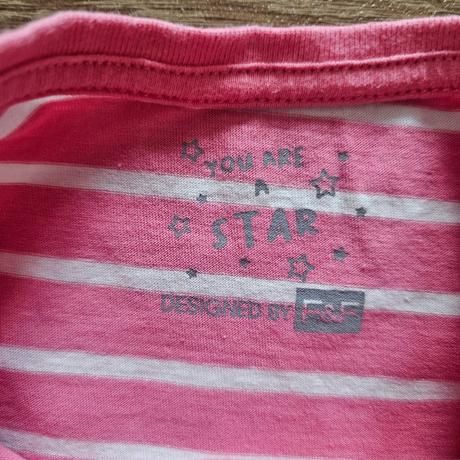 YOU ARE
A
STAR
DESIGNED BY F&F